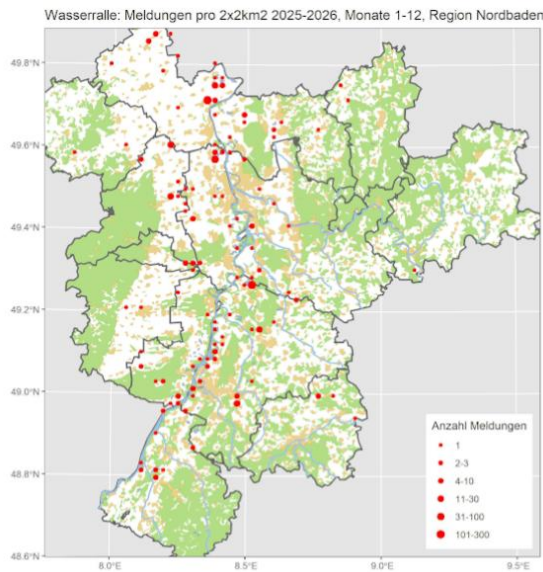 Wasserralle: Meldungen pro 2x2km2 2025-2026, Monate 1-12, Region Nordbaden
49.8°N
49.6°N
49.4°N
49.2°N
49.0°N
48.8°N
48.6°N
8.0°E
8.5°E
9.0°E
9.5°E
Anzahl Meldungen
1
2-3
4-10
11-30
31-100
101-300